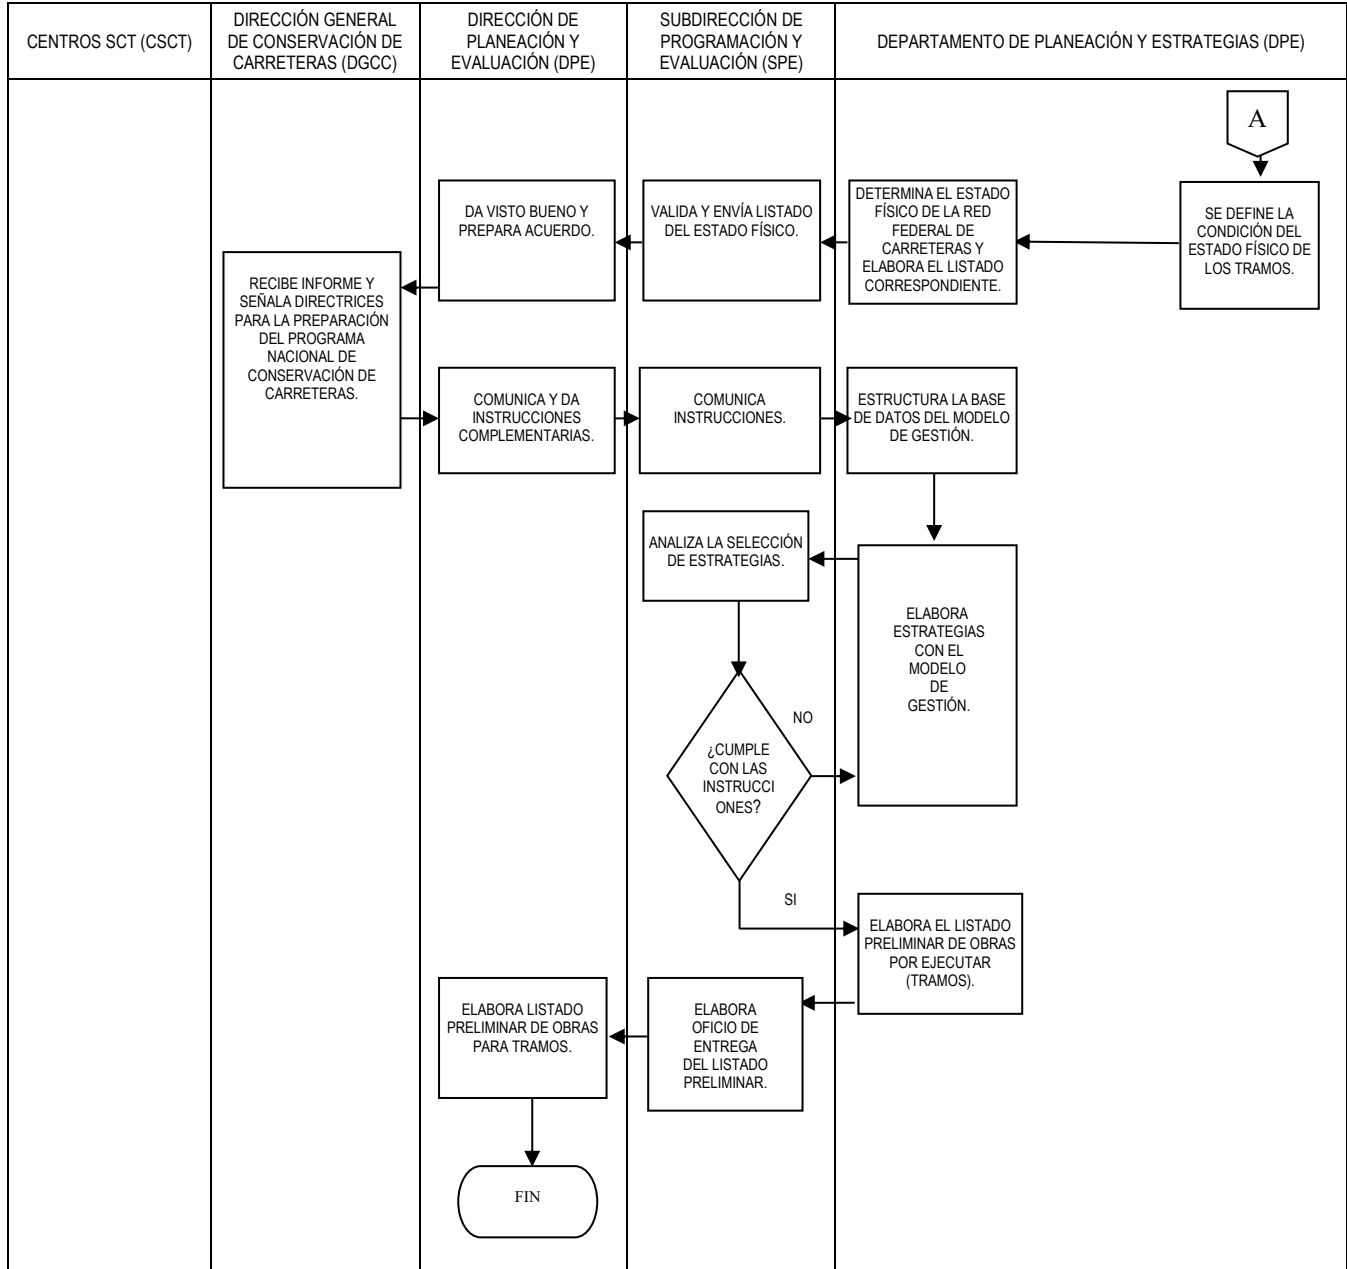 CENTROS SCT (CSCT)
DIRECCIÓN GENERAL
DE CONSERVACIÓN DE
CARRETERAS (DGCC)
DIRECCIÓN DE
PLANEACIÓN Y
EVALUACIÓN (DPE)
SUBDIRECCIÓN DE
PROGRAMACIÓN Y
EVALUACIÓN (SPE)
DEPARTAMENTO DE PLANEACIÓN Y ESTRATEGIAS (DPE)
A
SE DEFINE LA
CONDICIÓN DEL
ESTADO FÍSICO DE
LOS TRAMOS.
DETERMINA EL ESTADO
FÍSICO DE LA RED
FEDERAL DE
CARRETERAS Y
ELABORA EL LISTADO
CORRESPONDIENTE.
VALIDA Y ENVÍA LISTADO
DEL ESTADO FÍSICO.
DA VISTO BUENO Y
PREPARA ACUERDO.
RECIBE INFORME Y
SEÑALA DIRECTRICES
PARA LA PREPARACIÓN
DEL PROGRAMA
NACIONAL DE
CONSERVACIÓN DE
CARRETERAS.
COMUNICA Y DA
INSTRUCCIONES
COMPLEMENTARIAS.
COMUNICA
INSTRUCCIONES.
ESTRUCTURA LA BASE
DE DATOS DEL MODELO
DE GESTIÓN.
ELABORA
ESTRATEGIAS
CON EL
MODELO
DE
GESTIÓN.
ANALIZA LA SELECCIÓN
DE ESTRATEGIAS.
¿CUMPLE
CON LAS
INSTRUCCI
ONES?
NO
SI
ELABORA EL LISTADO
PRELIMINAR DE OBRAS
POR EJECUTAR
(TRAMOS).
ELABORA
OFICIO DE
ENTREGA
DEL LISTADO
PRELIMINAR.
ELABORA LISTADO
PRELIMINAR DE OBRAS
PARA TRAMOS.
FIN